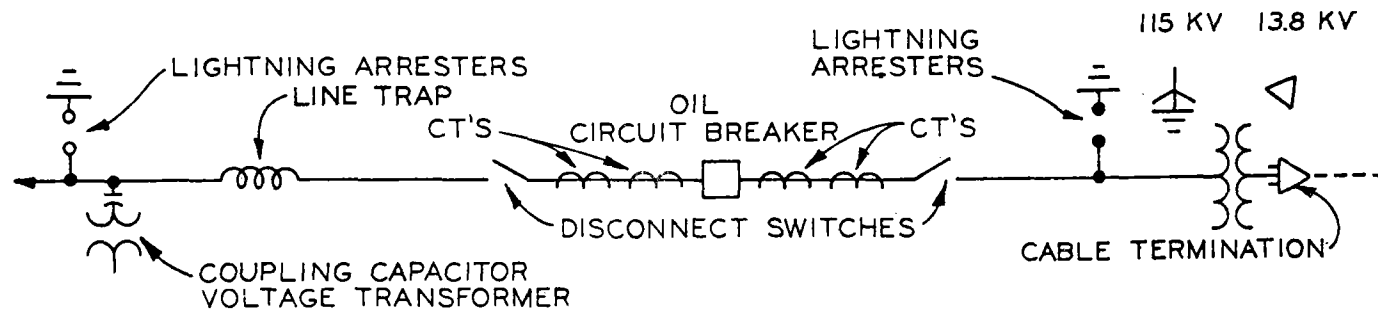 115 KV 13.8 KV
LIGHTNING ARRESTERS
LIGHTNING
ARRESTERS
LINE TRAP
OIL
CIRCUIT BREAKER
CT'S
CT'S
DISCONNECT SWITCHES
CABLE TERMINATION
COUPLING CAPACITOR
VOLTAGE TRANSFORMER